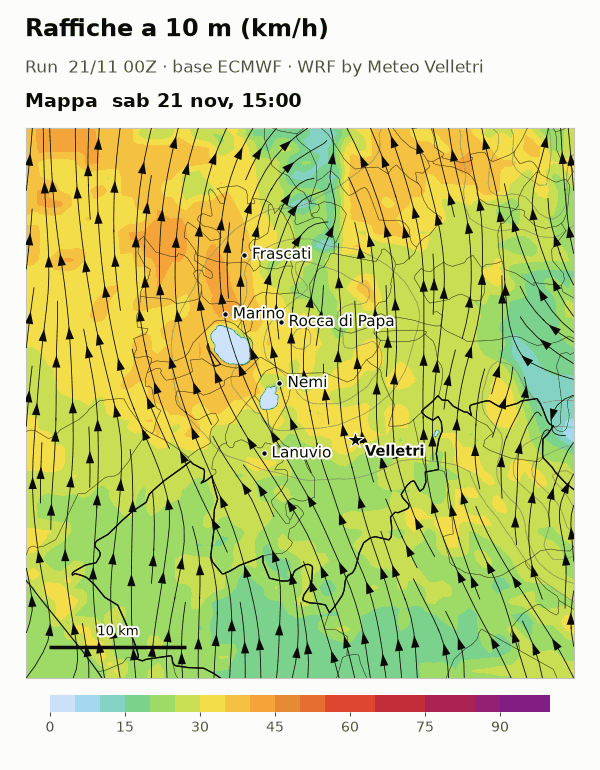 Raffiche a 10 m (km/h)
Run  21/11 00Z · base ECMWF · WRF by Meteo Velletri
Mappa  sab 21 nov, 15:00
Frascati
Marino
Rocca di Papa
Nemi
Velletri
Lanuvio
10 km
0 15 30 45 60 75 90